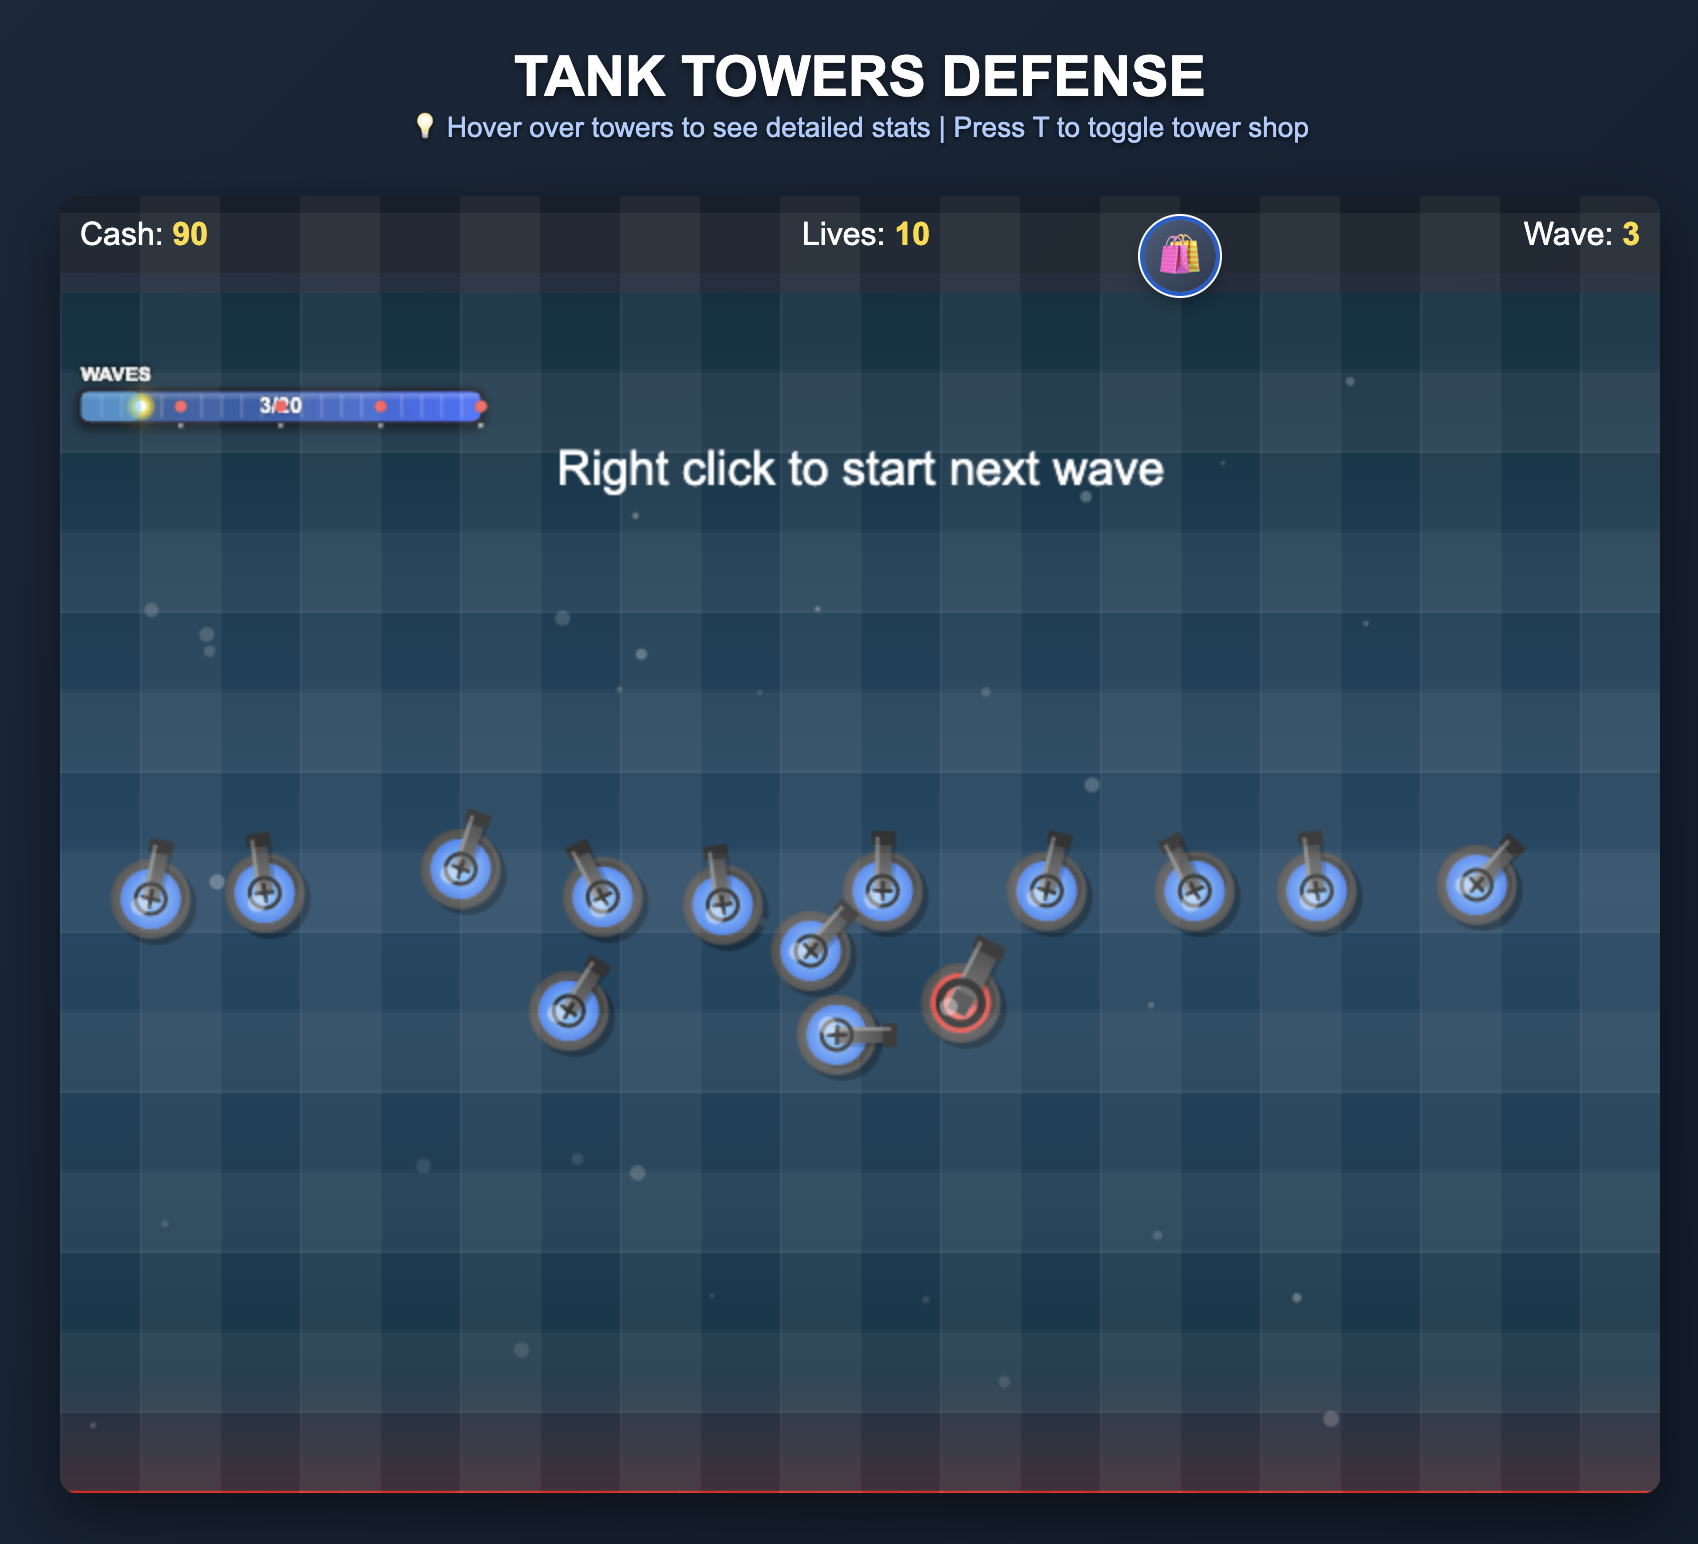 TANK TOWERS DEFENSE
Hover over towers to see detailed stats | Press T to toggle tower shop
Cash: 90
Lives: 10
Wave: 3
WAVES
3/20
Right click to start next wave